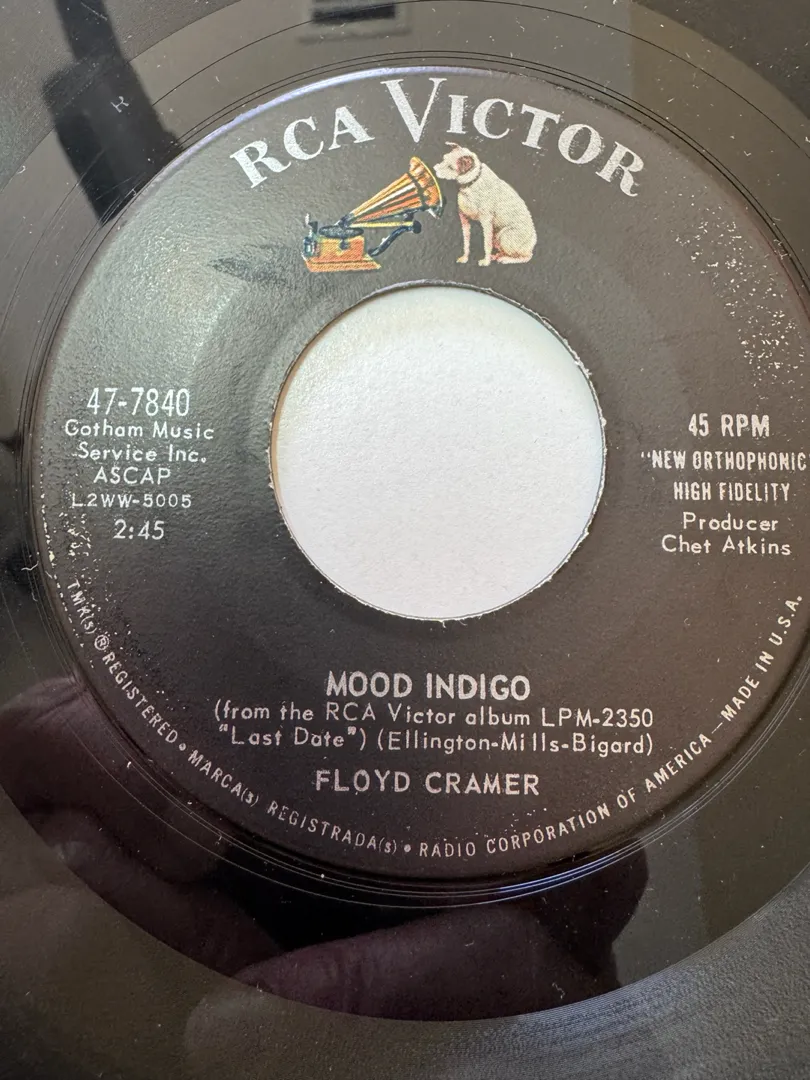 RCA VICTOR
47-7840
Gotham Music
Service Inc.
ASCAP
L2WW-5005
2:45
45 RPM
"NEW ORTHOPHONIC"
HIGH FIDELITY
Producer
Chet Atkins
MOOD INDIGO
(from the RCA Victor album LPM-2350
"Last Date") (Ellington-Mills-Bigard)
FLOYD CRAMER
TMK(s) ® REGISTERED • MARCA(s) REGISTRADA(s) • RADIO CORPORATION OF AMERICA — MADE IN U.S.A.
R